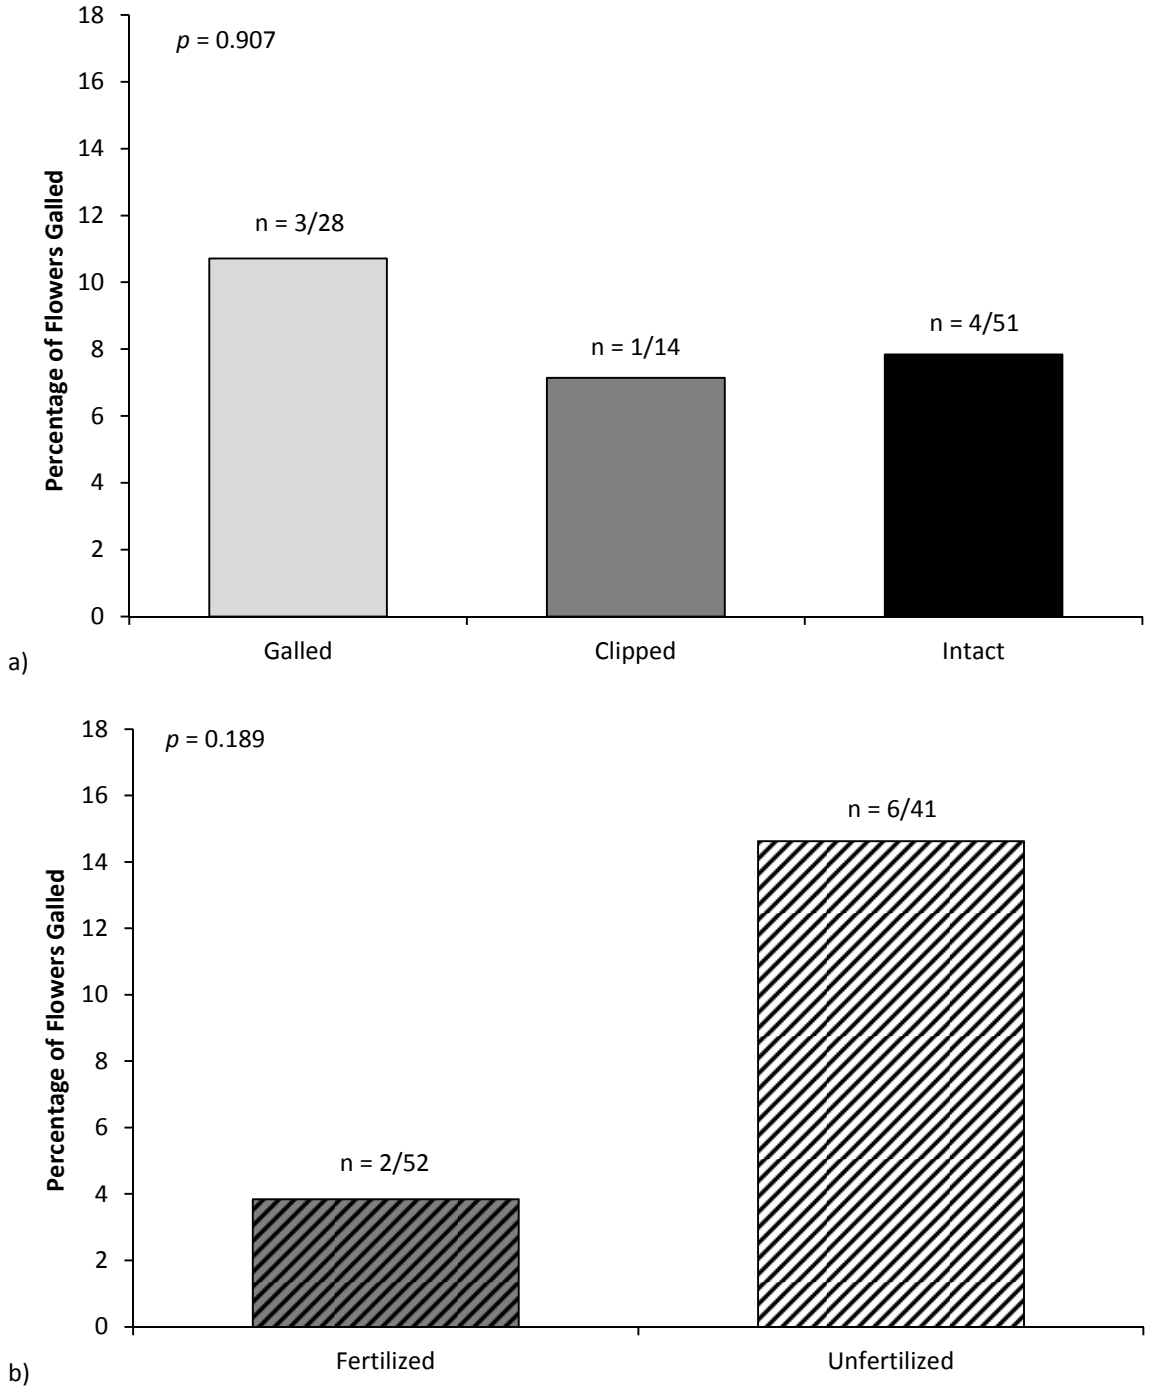 18
p = 0.907
16
14
12
n = 3/28
10
n = 4/51
8
n = 1/14
6
4
2
0
Percentage of Flowers Galled
Galled Clipped Intact
a)
18
p = 0.189
16
n = 6/41
14
12
10
8
6
n = 2/52
4
2
0
Percentage of Flowers Galled
Fertilized Unfertilized
b)